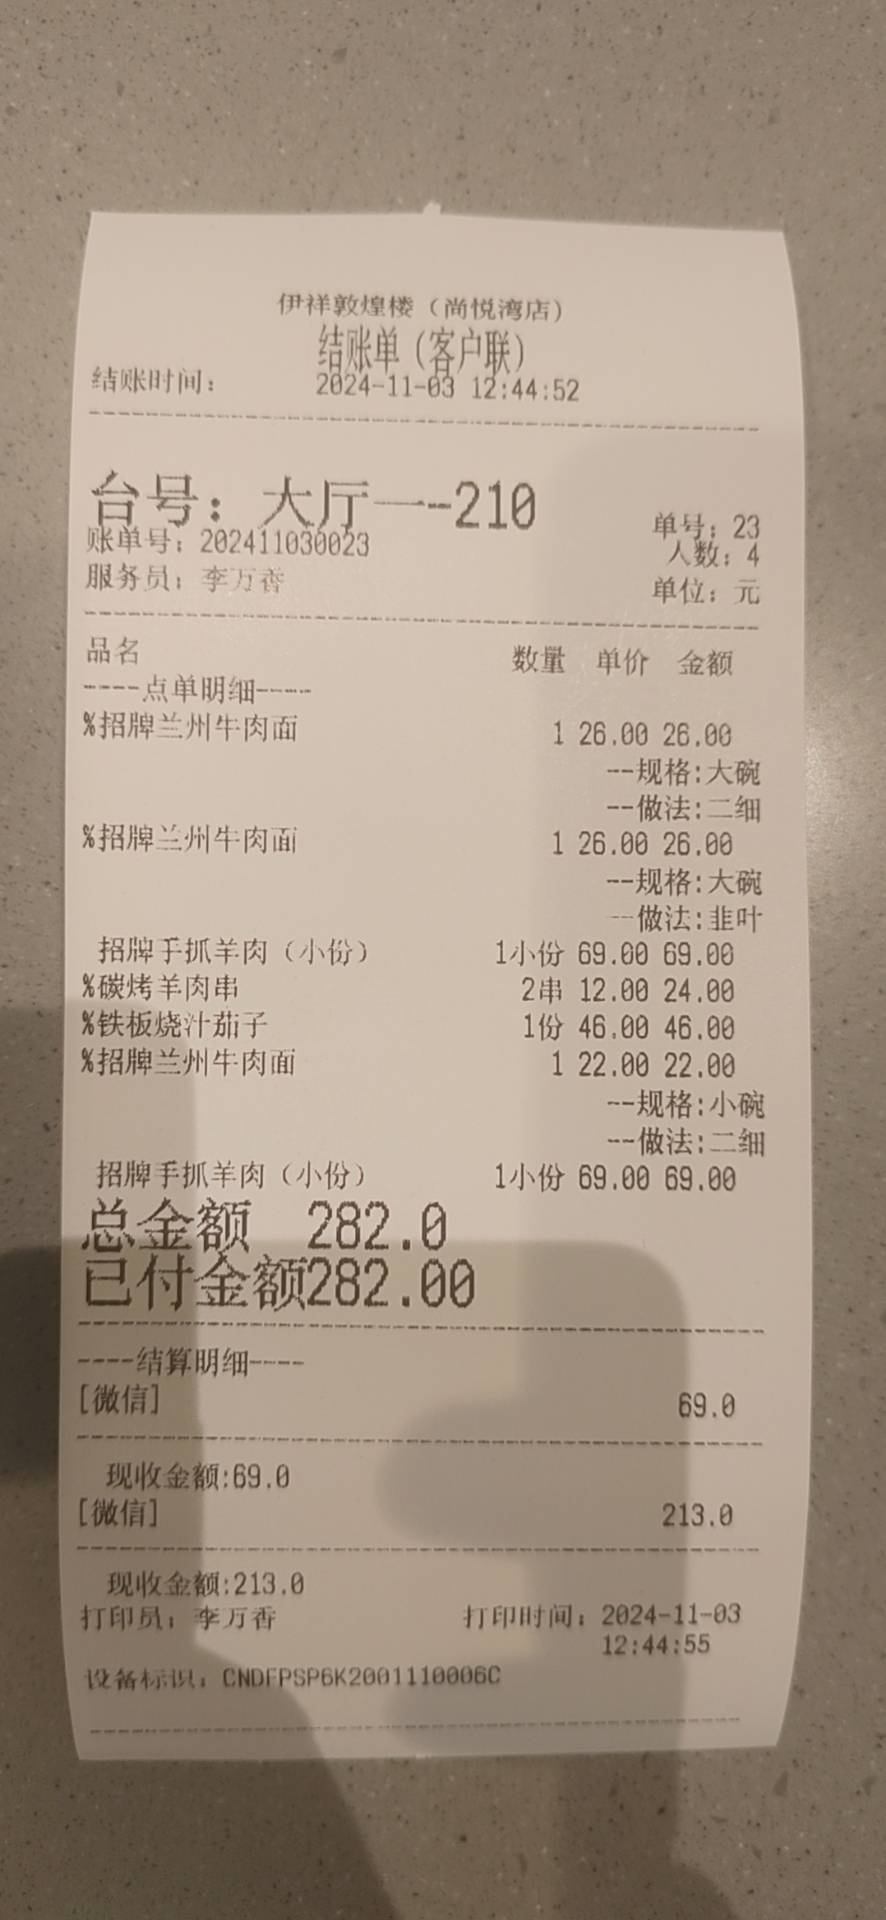 伊祥敦煌楼（尚悦湾店）
结账单（客户联）
结账时间： 2024-11-03 12:44:52
台号：大厅一--210
单号：23
账单号：202411030023
人数：4
服务员：李万香
单位：元
品名 数量 单价 金额
----点单明细----
%招牌兰州牛肉面 1 26.00 26.00
--规格:大碗
--做法:二细
%招牌兰州牛肉面 1 26.00 26.00
--规格:大碗
--做法:韭叶
招牌手抓羊肉（小份） 1小份 69.00 69.00
%碳烤羊肉串 2串 12.00 24.00
%铁板烧汁茄子 1份 46.00 46.00
%招牌兰州牛肉面 1 22.00 22.00
--规格:小碗
--做法:二细
招牌手抓羊肉（小份） 1小份 69.00 69.00
总金额 282.0
已付金额282.00
----结算明细----
[微信] 69.0
现收金额:69.0
[微信] 213.0
现收金额:213.0
打印员：李万香 打印时间：2024-11-03
12:44:55
设备标识：CNDFPSP6K2001110006C